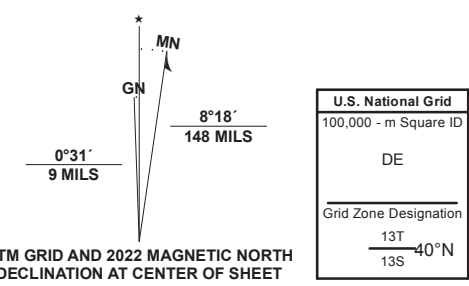 ★
MN
GN
8°18´
148 MILS
0°31´
9 MILS
TM GRID AND 2022 MAGNETIC NORTH
DECLINATION AT CENTER OF SHEET
U.S. National Grid
100,000 - m Square ID
DE
Grid Zone Designation
13T
40°N
13S